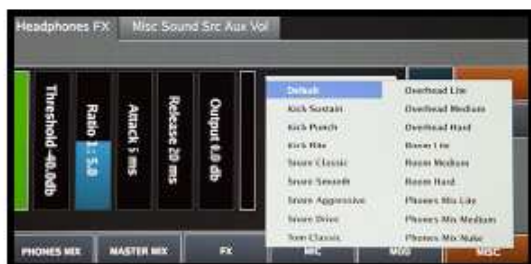 Headphones FX
Misc Sound Src Aux Vol
Threshold -40.0db
Ratio 1: 5.0
Attack 5 ms
Release 20 ms
Output 0.0 db
Default
Kick Sustain
Kick Punch
Kick Bite
Snare Classic
Snare Smooth
Snare Aggressive
Snare Drive
Tom Classic
Overhead Lite
Overhead Medium
Overhead Hard
Room Lite
Room Medium
Room Hard
Phones Mix Lite
Phones Mix Medium
Phones Mix Nuke
PHONES MIX
MASTER MIX
FX
MIC
MIDI
MISC